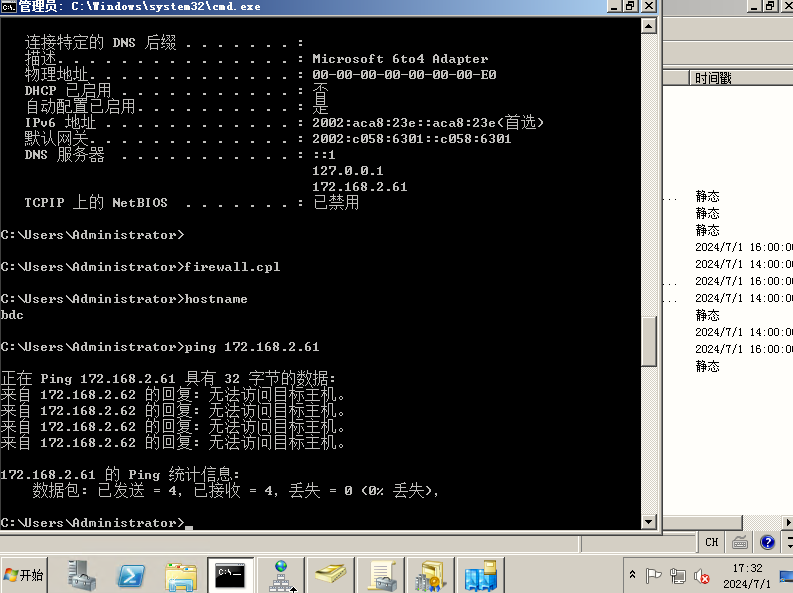 管理员: C:\Windows\system32\cmd.exe
连接特定的 DNS 后缀 . . . . . . . :
描述. . . . . . . . . . . . . . . : Microsoft 6to4 Adapter
物理地址. . . . . . . . . . . . . : 00-00-00-00-00-00-00-E0
DHCP 已启用 . . . . . . . . . . . : 否
自动配置已启用. . . . . . . . . . : 是
IPv6 地址 . . . . . . . . . . . . : 2002:aca8:23e::aca8:23e(首选)
默认网关. . . . . . . . . . . . . : 2002:c058:6301::c058:6301
DNS 服务器 . . . . . . . . . . . : ::1
127.0.0.1
172.168.2.61
TCPIP 上的 NetBIOS . . . . . . . : 已禁用
C:\Users\Administrator>
C:\Users\Administrator>firewall.cpl
C:\Users\Administrator>hostname
bdc
C:\Users\Administrator>ping 172.168.2.61
正在 Ping 172.168.2.61 具有 32 字节的数据:
来自 172.168.2.62 的回复: 无法访问目标主机。
来自 172.168.2.62 的回复: 无法访问目标主机。
来自 172.168.2.62 的回复: 无法访问目标主机。
来自 172.168.2.62 的回复: 无法访问目标主机。
172.168.2.61 的 Ping 统计信息:
数据包: 已发送 = 4, 已接收 = 4, 丢失 = 0 (0% 丢失),
C:\Users\Administrator>
时间戳
... 静态
静态
静态
2024/7/1 16:00:00
2024/7/1 14:00:00
... 2024/7/1 16:00:00
... 2024/7/1 14:00:00
静态
2024/7/1 14:00:00
2024/7/1 16:00:00
静态
CH
开始
17:32
2024/7/1